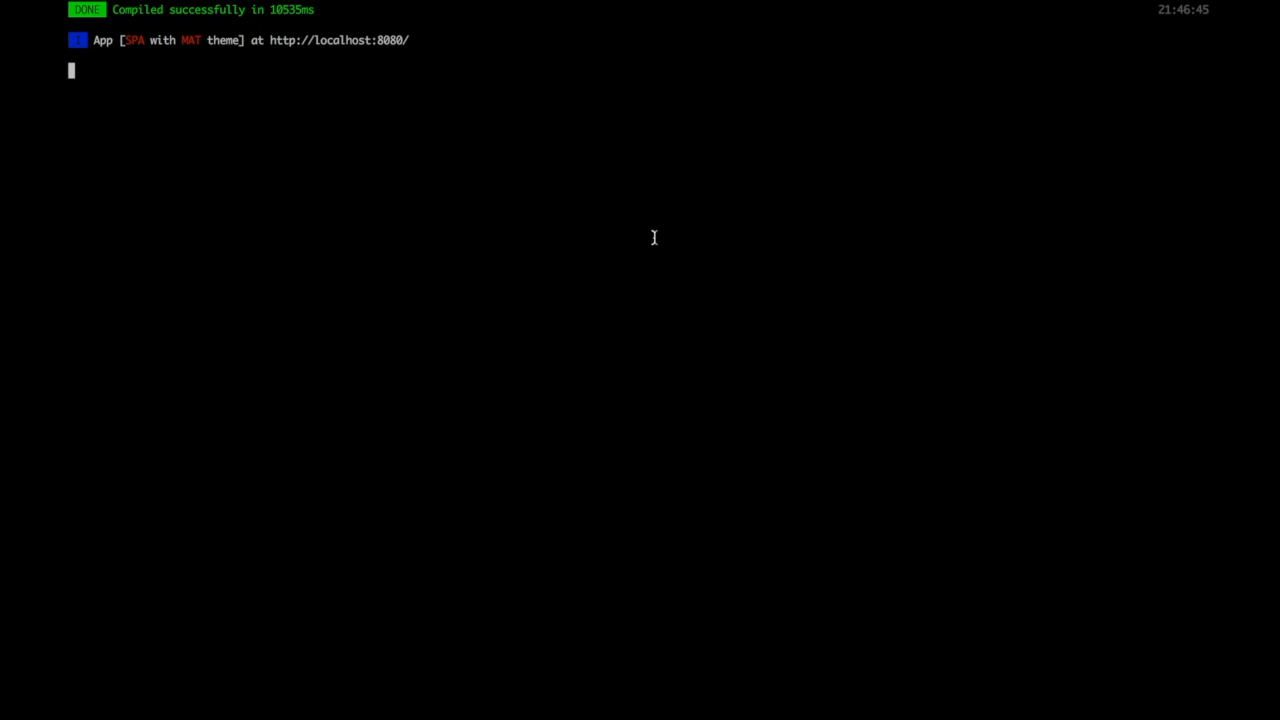 DONE Compiled successfully in 10535ms 21:46:45
I App [SPA with MAT theme] at http://localhost:8080/